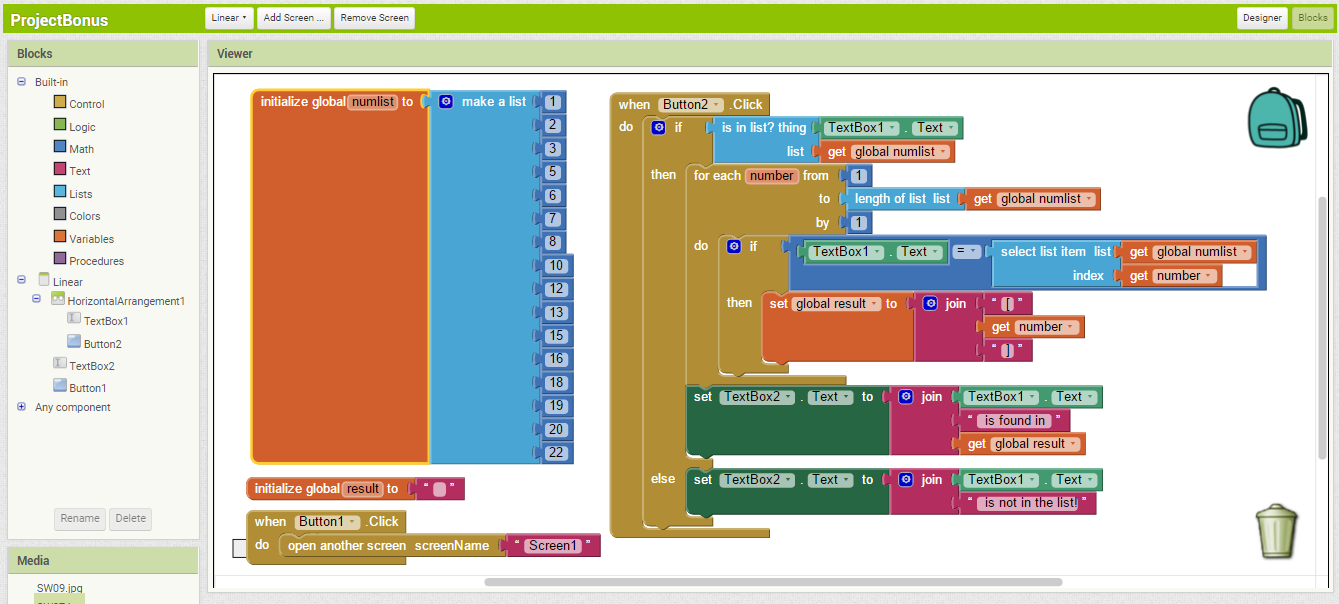 ProjectBonus
Linear
Add Screen ...
Remove Screen
Designer
Blocks
Blocks
Built-in
Control
Logic
Math
Text
Lists
Colors
Variables
Procedures
Linear
HorizontalArrangement1
TextBox1
Button2
TextBox2
Button1
Any component
Rename
Delete
Media
SW09.jpg
Viewer
initialize global numlist to make a list 1
2
3
5
6
7
8
10
12
13
15
16
18
19
20
22
initialize global result to “ ”
when Button1 .Click
do open another screen screenName “ Screen1 ”
when Button2 .Click
do if is in list? thing TextBox1 . Text
list get global numlist
then for each number from 1
to length of list list get global numlist
by 1
do if TextBox1 . Text = select list item list get global numlist
index get number
then set global result to join “ [ ”
get number
“ ] ”
set TextBox2 . Text to join TextBox1 . Text
“ is found in ”
get global result
else set TextBox2 . Text to join TextBox1 . Text
“ is not in the list! ”